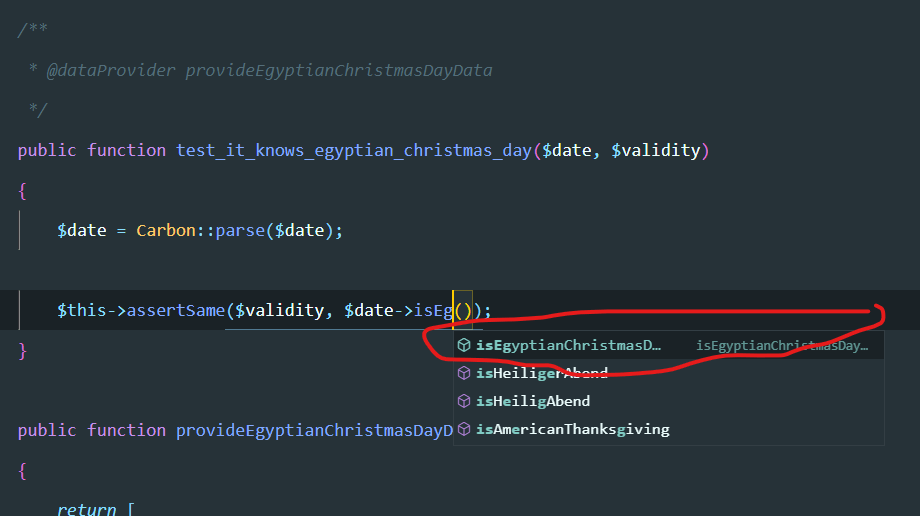 /**
* @dataProvider provideEgyptianChristmasDayData
*/
public function test_it_knows_egyptian_christmas_day($date, $validity)
{
$date = Carbon::parse($date);
$this->assertSame($validity, $date->isEg());
isEgyptianChristmasD… isEgyptianChristmasDay…
isHeiligerAbend
isHeiligAbend
isAmericanThanksgiving
}
public function provideEgyptianChristmasDayD
{
return [